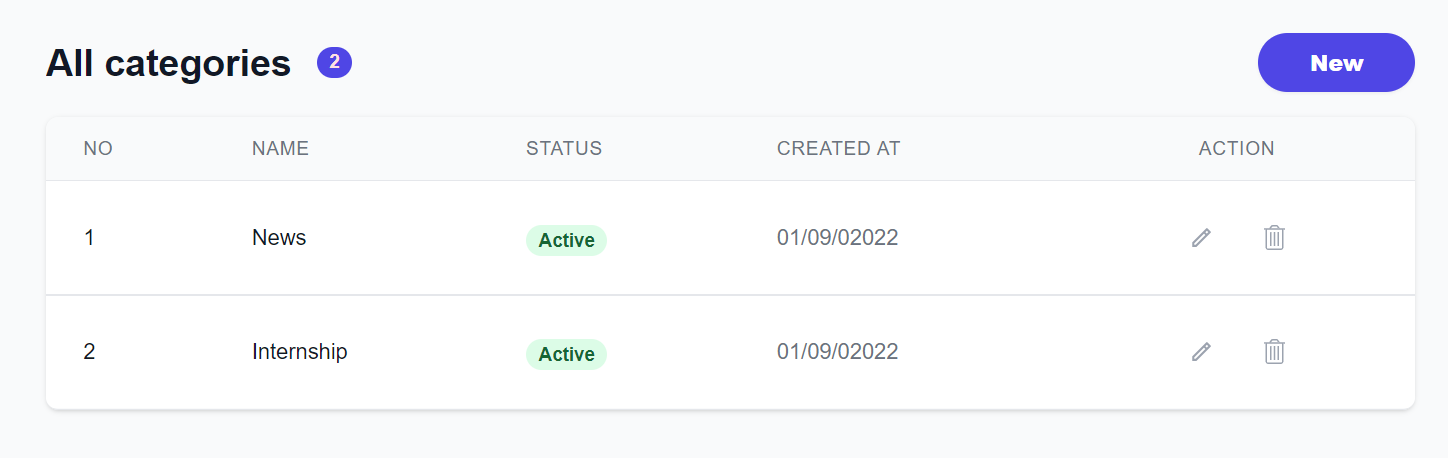 All categories 2 New
NO NAME STATUS CREATED AT ACTION
1 News Active 01/09/02022
2 Internship Active 01/09/02022